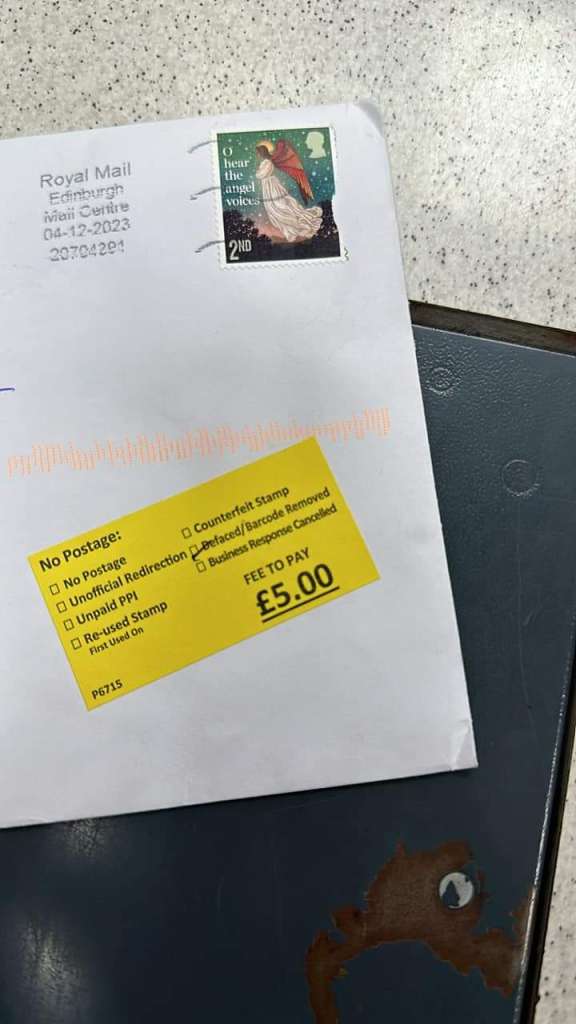 Royal Mail
Edinburgh
Mail Centre
04-12-2023
20704291
O
hear
the
angel
voices
2ND
No Postage:
☐ No Postage
☐ Unofficial Redirection
☐ Unpaid PPI
☐ Re-used Stamp
First Used On
☐ Counterfeit Stamp
☑ Defaced/Barcode Removed
☐ Business Response Cancelled
FEE TO PAY
£5.00
P6715